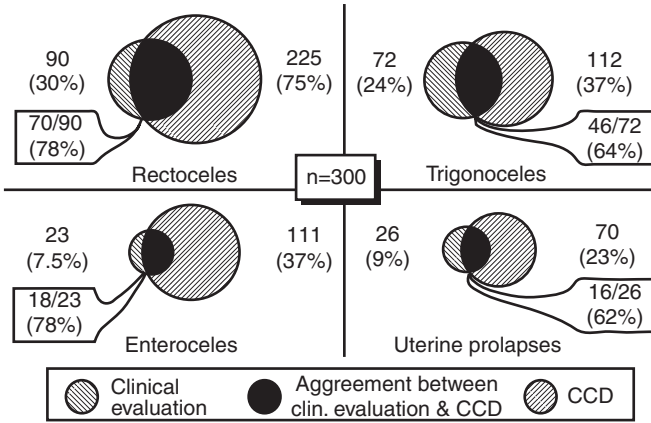 90
(30%)
225
(75%)
70/90
(78%)
Rectoceles
72
(24%)
112
(37%)
46/72
(64%)
Trigonoceles
n=300
23
(7.5%)
111
(37%)
18/23
(78%)
Enteroceles
26
(9%)
70
(23%)
16/26
(62%)
Uterine prolapses
Clinical
evaluation
Aggreement between
clin. evaluation & CCD
CCD